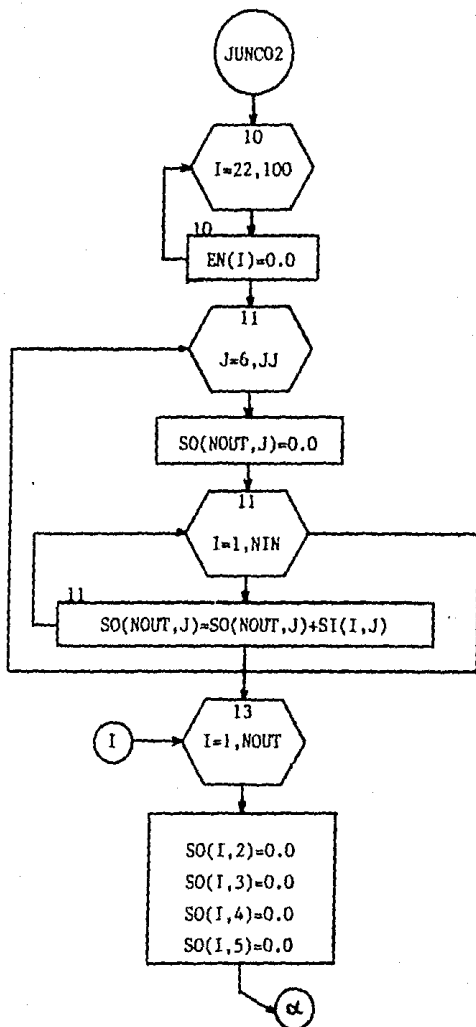 JUNCO2
10
I=22,100
10
EN(I)=0.0
11
J=6,JJ
SO(NOUT,J)=0.0
11
I=1,NIN
11
SO(NOUT,J)=SO(NOUT,J)+SI(I,J)
13
I
I=1,NOUT
SO(I,2)=0.0
SO(I,3)=0.0
SO(I,4)=0.0
SO(I,5)=0.0
α